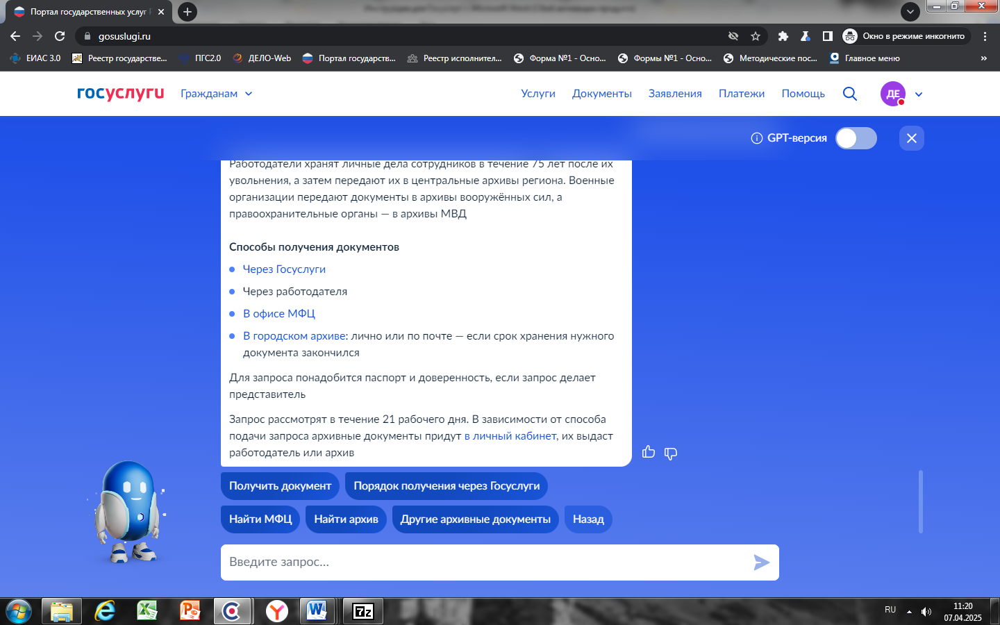 Портал государственных услуг Р
gosuslugi.ru
Окно в режиме инкогнито
ЕИАС 3.0
Реестр государстве...
ПГС2.0
ДЕЛО-Web
Портал государств...
Реестр исполнител...
Форма №1 - Осно...
Формы №1 - Осно...
Методические пос...
Главное меню
»
госуслуги
Гражданам
Услуги
Документы
Заявления
Платежи
Помощь
ДЕ
GPT-версия
Работодатели хранят личные дела сотрудников в течение 75 лет после их
увольнения, а затем передают их в центральные архивы региона. Военные
организации передают документы в архивы вооружённых сил, а
правоохранительные органы — в архивы МВД
Способы получения документов
Через Госуслуги
Через работодателя
В офисе МФЦ
В городском архиве: лично или по почте — если срок хранения нужного
документа закончился
Для запроса понадобится паспорт и доверенность, если запрос делает
представитель
Запрос рассмотрят в течение 21 рабочего дня. В зависимости от способа
подачи запроса архивные документы придут в личный кабинет, их выдаст
работодатель или архив
Получить документ
Порядок получения через Госуслуги
Найти МФЦ
Найти архив
Другие архивные документы
Назад
Введите запрос...
7z
RU
11:20
07.04.2025